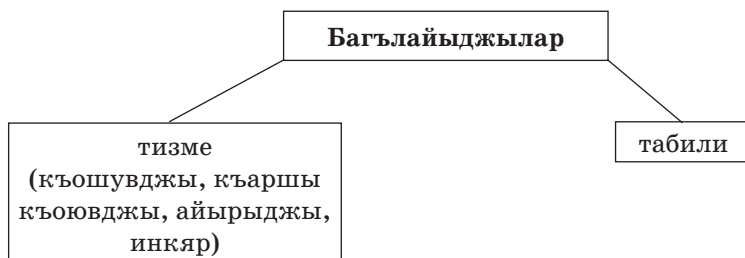 Багълайыджылар
тизме
(къошувджы, къаршы
къоювджы, айырыджы,
инкяр)
табили